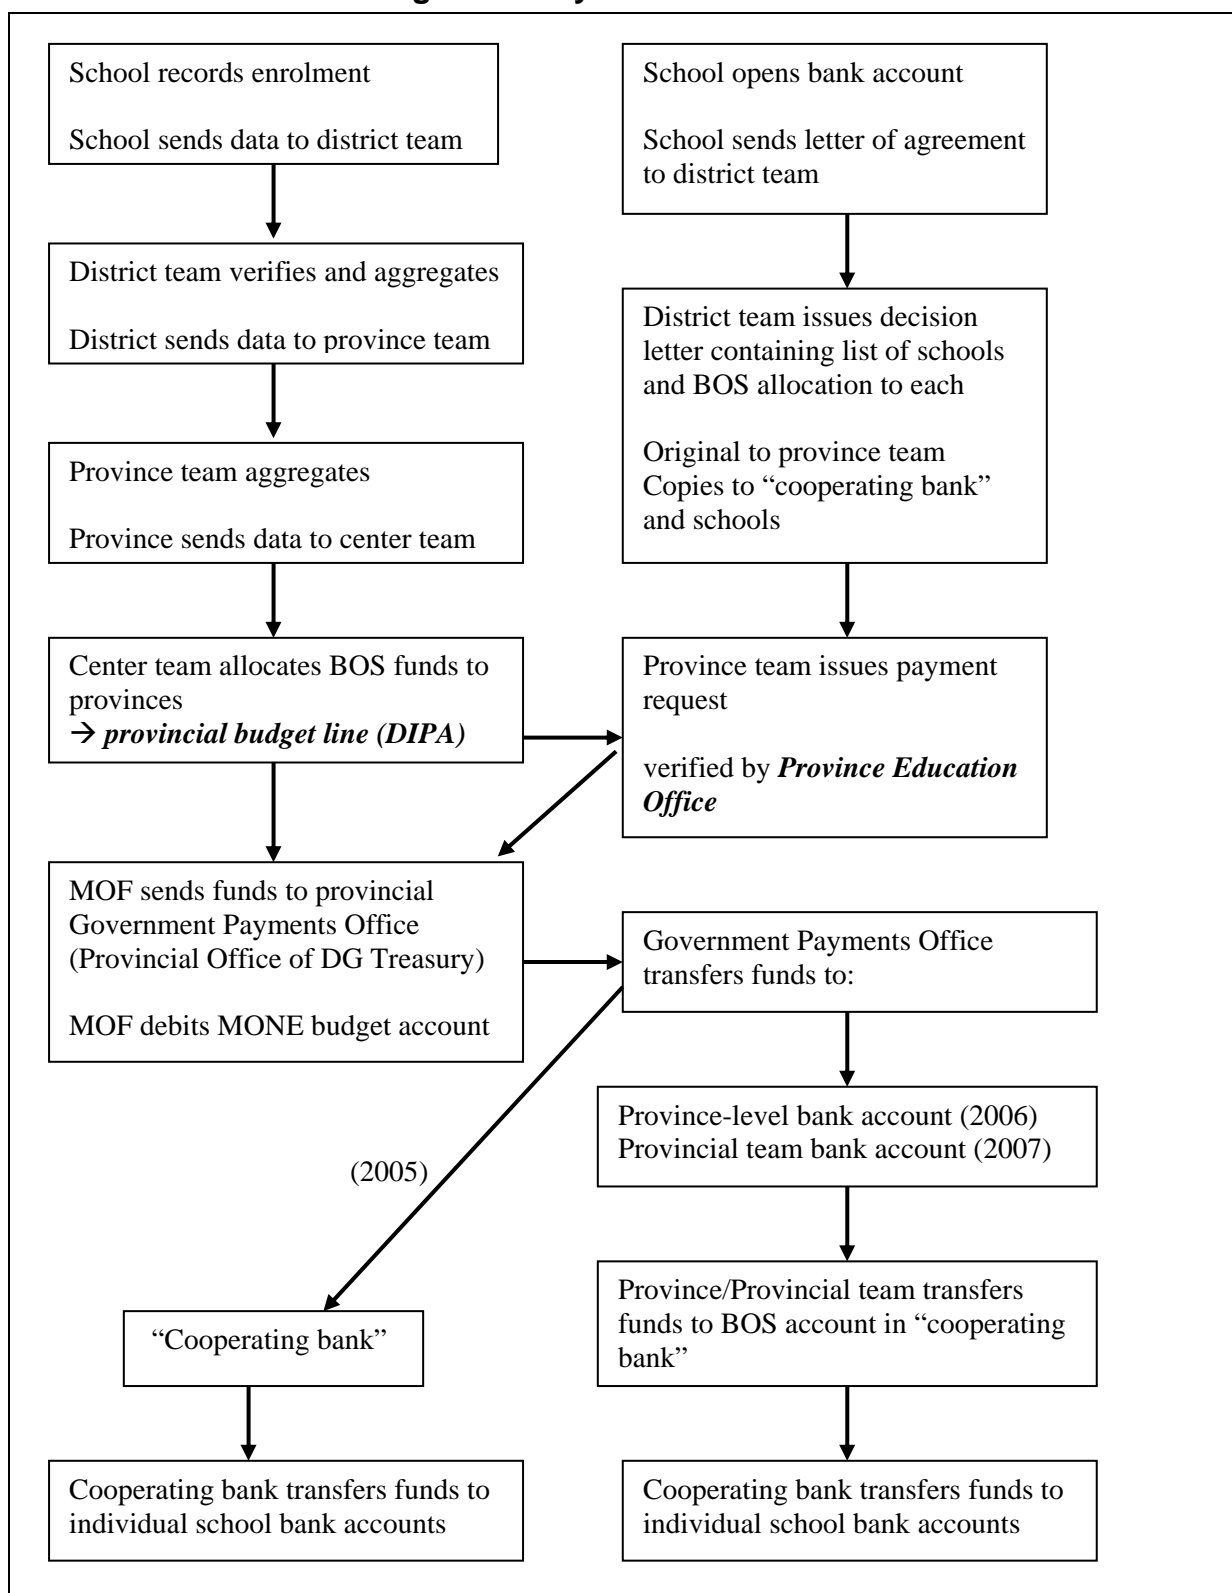 School records enrolment
School sends data to district team
School opens bank account
School sends letter of agreement
to district team
District team verifies and aggregates
District sends data to province team
District team issues decision
letter containing list of schools
and BOS allocation to each
Original to province team
Copies to “cooperating bank”
and schools
Province team aggregates
Province sends data to center team
Center team allocates BOS funds to
provinces
→ provincial budget line (DIPA)
Province team issues payment
request
verified by Province Education
Office
MOF sends funds to provincial
Government Payments Office
(Provincial Office of DG Treasury)
MOF debits MONE budget account
Government Payments Office
transfers funds to:
Province-level bank account (2006)
Provincial team bank account (2007)
(2005)
Province/Provincial team transfers
funds to BOS account in “cooperating
bank”
“Cooperating bank”
Cooperating bank transfers funds to
individual school bank accounts
Cooperating bank transfers funds to
individual school bank accounts